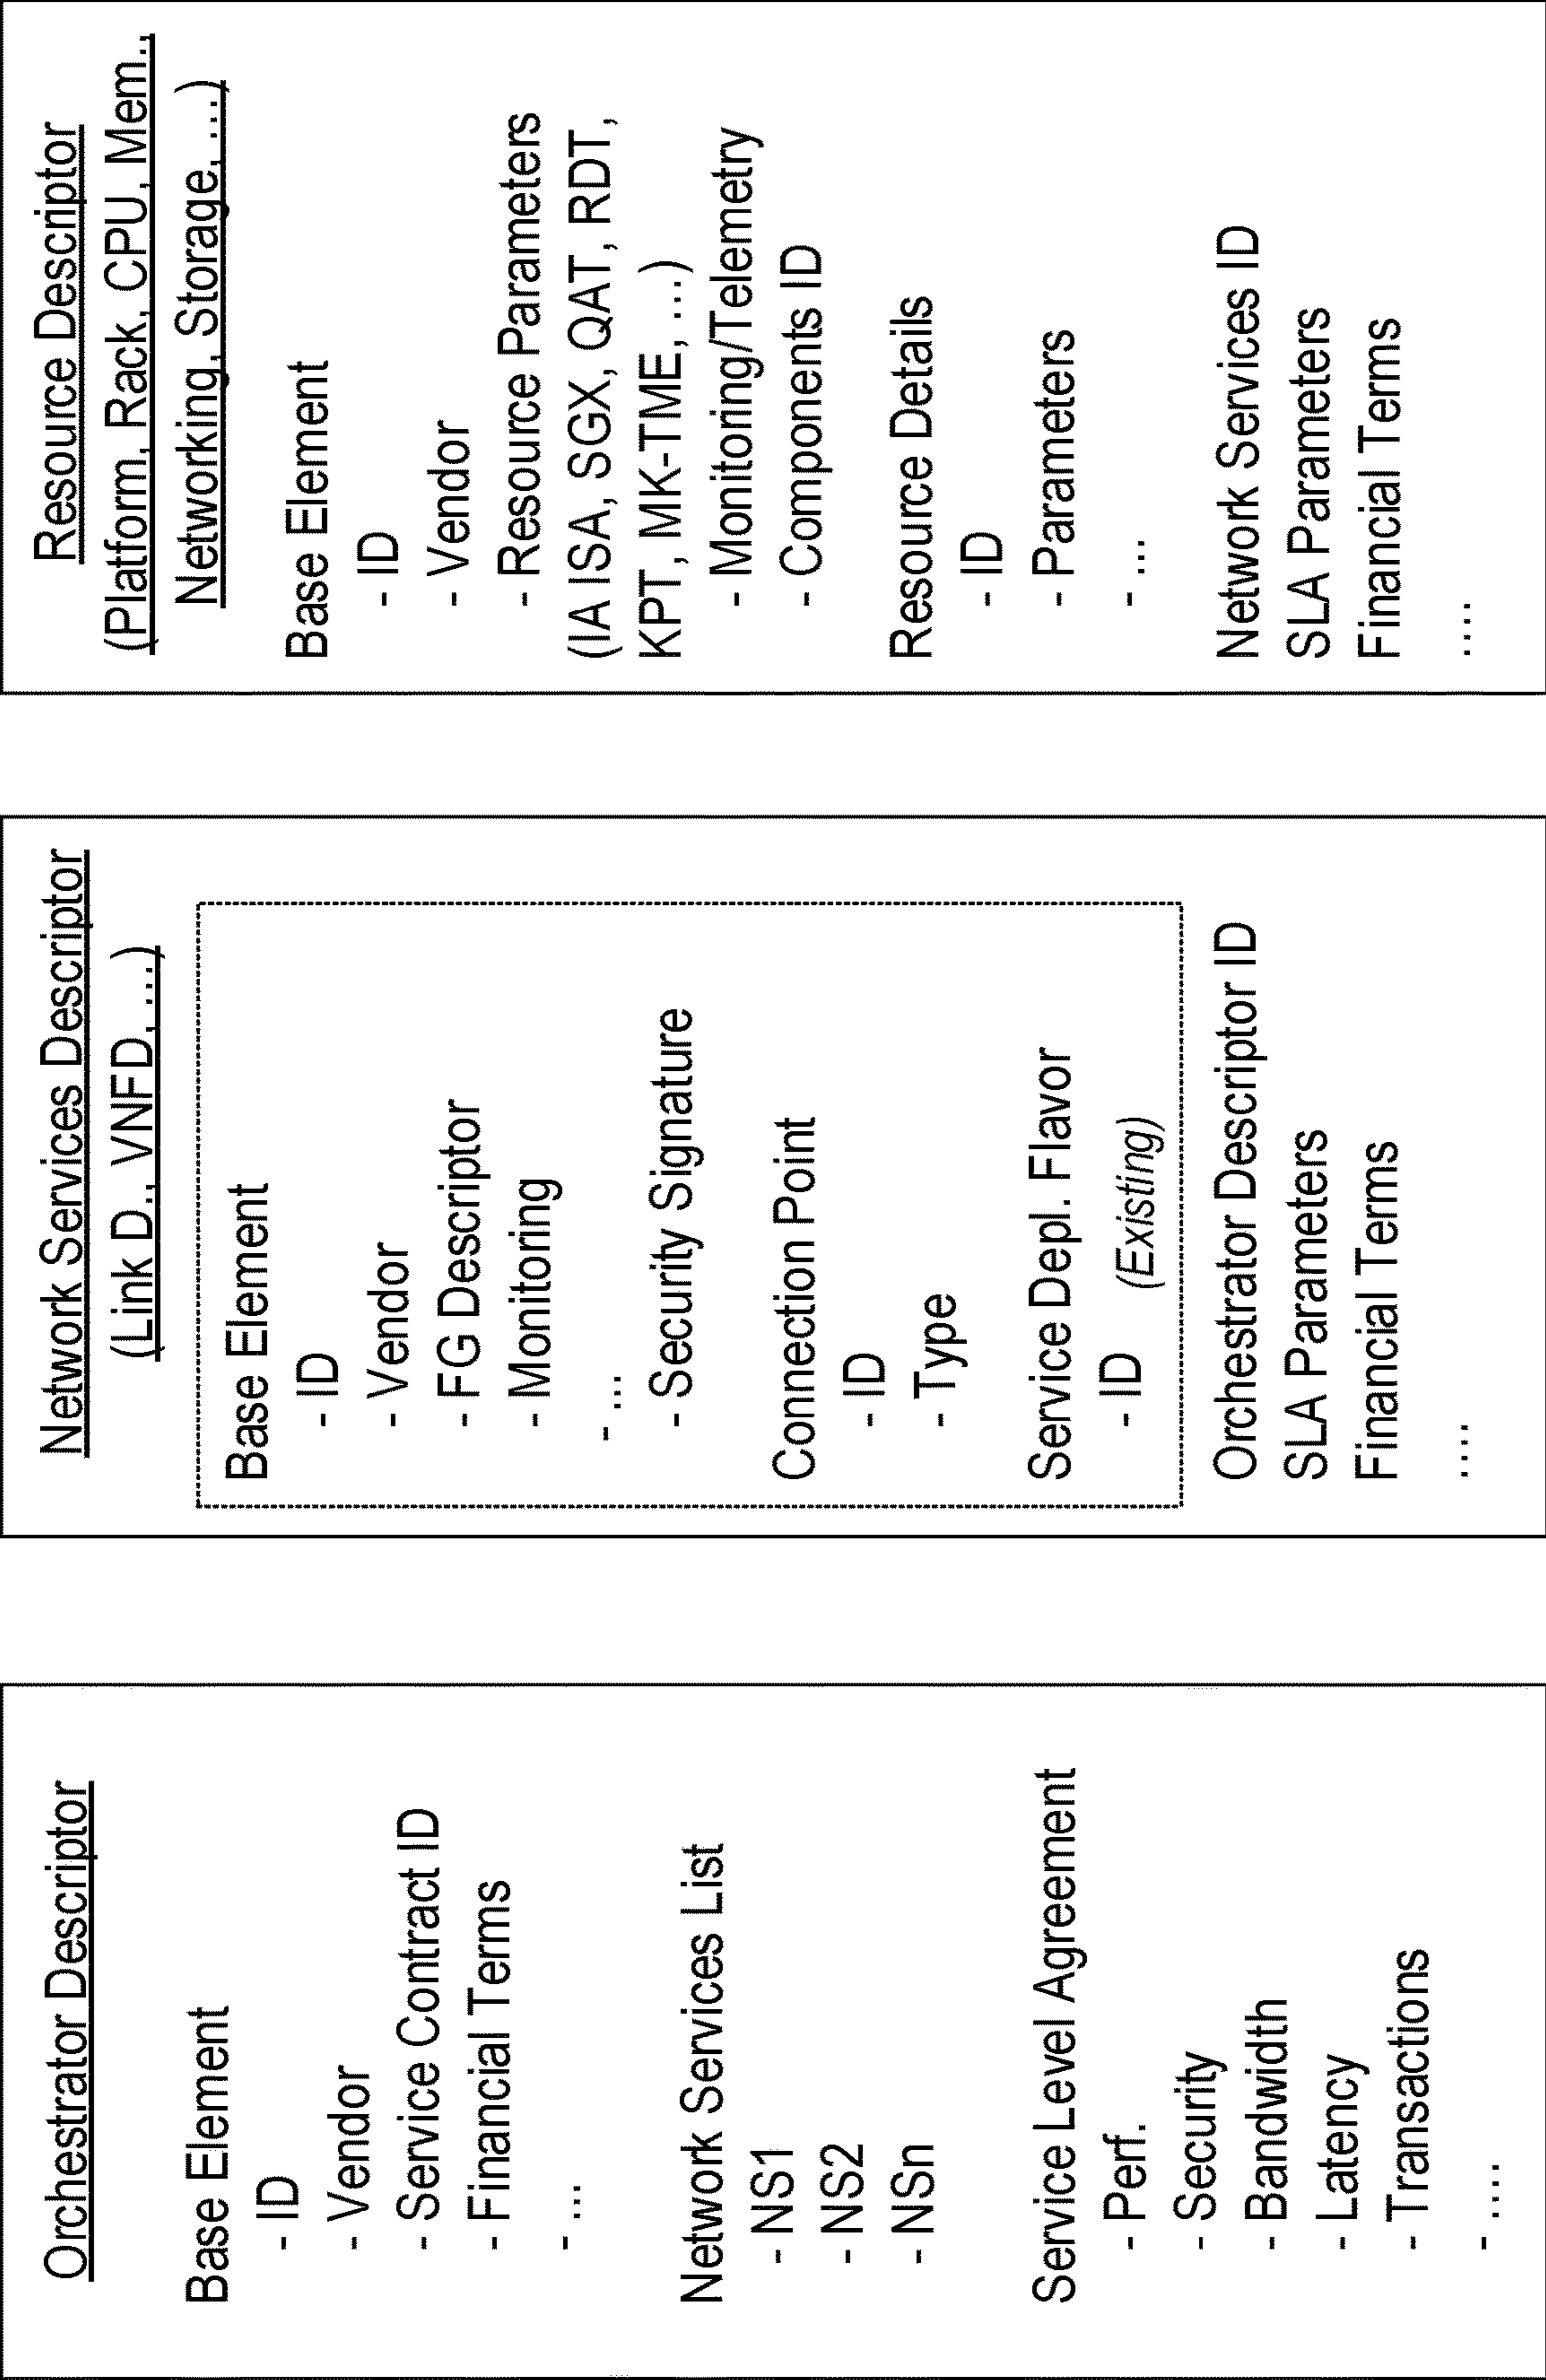 Orchestrator Descriptor
Base Element
- ID
- Vendor
- Service Contract ID
- Financial Terms
- ...
Network Services List
- NS1
- NS2
- NSn
Service Level Agreement
- Perf.
- Security
- Bandwidth
- Latency
- Transactions
- ....
Network Services Descriptor
(Link D., VNFD, ...)
Base Element
- ID
- Vendor
- FG Descriptor
- Monitoring
- ...
- Security Signature
Connection Point
- ID
- Type
Service Depl. Flavor
- ID
(Existing)
Orchestrator Descriptor ID
SLA Parameters
Financial Terms
....
Resource Descriptor
(Platform, Rack, CPU, Mem.,
Networking, Storage, ...)
Base Element
- ID
- Vendor
- Resource Parameters
(IA ISA, SGX, QAT, RDT,
KPT, MK-TME, ...)
- Monitoring/Telemetry
- Components ID
Resource Details
- ID
- Parameters
- ...
Network Services ID
SLA Parameters
Financial Terms
....